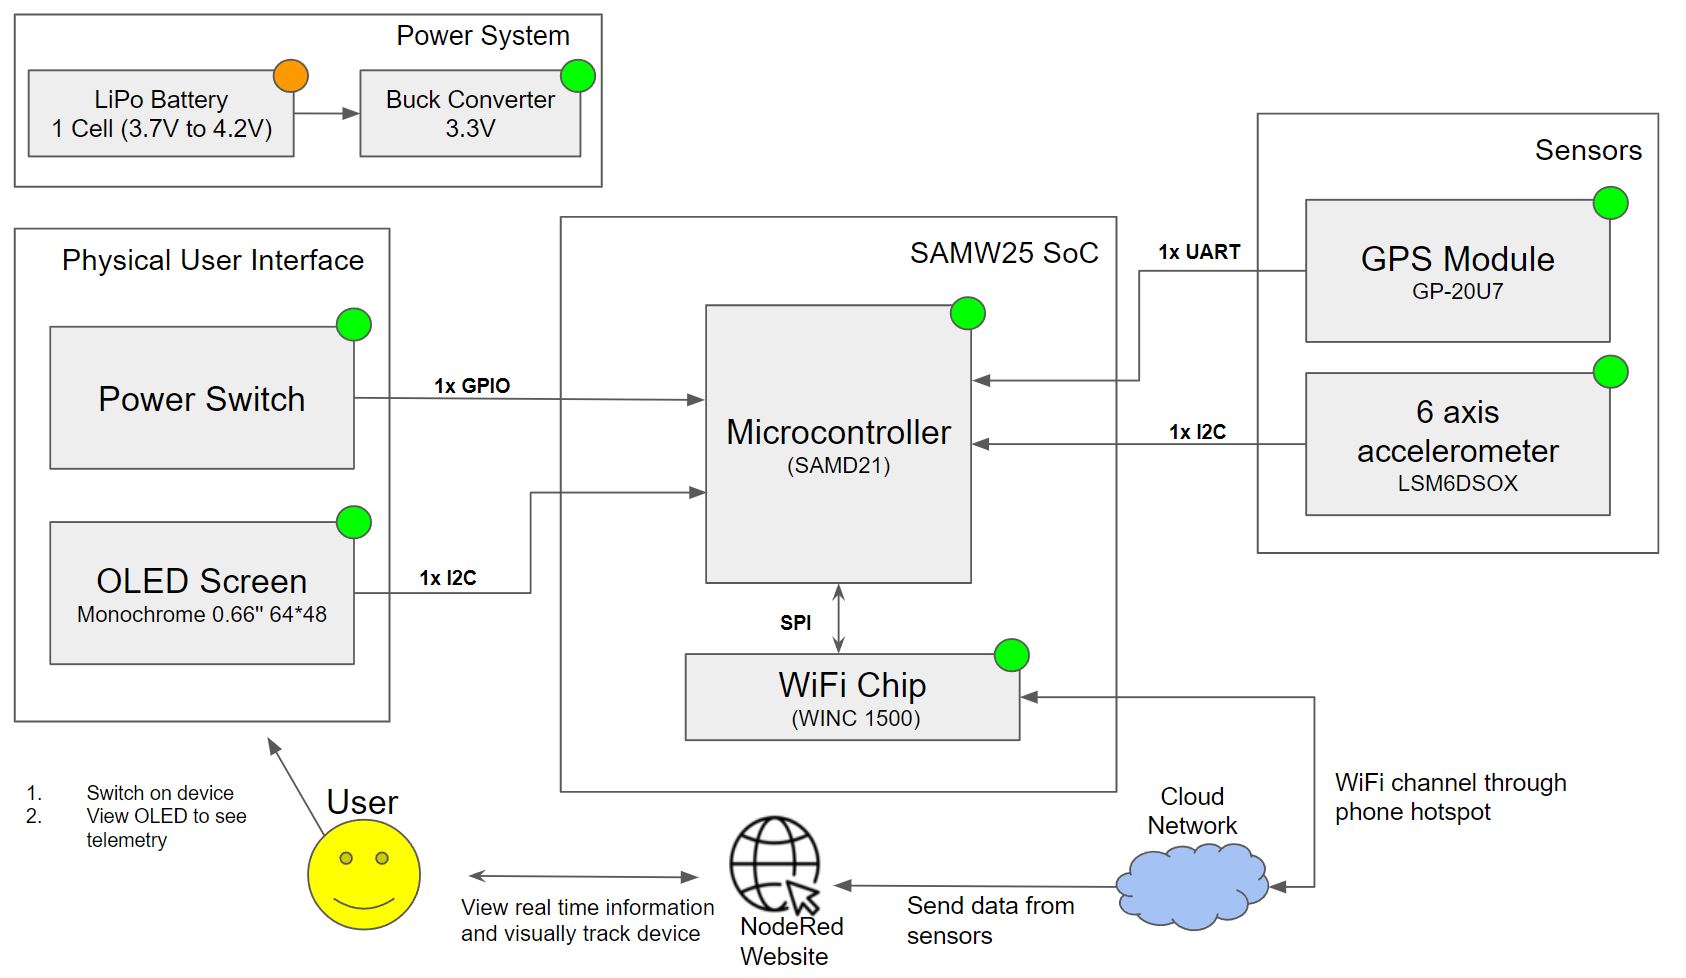 Power System
LiPo Battery
1 Cell (3.7V to 4.2V)
Buck Converter
3.3V
Sensors
GPS Module
GP-20U7
6 axis
accelerometer
LSM6DSOX
1x UART
1x I2C
Physical User Interface
Power Switch
OLED Screen
Monochrome 0.66" 64*48
1x GPIO
1x I2C
SAMW25 SoC
Microcontroller
(SAMD21)
SPI
WiFi Chip
(WINC 1500)
1. Switch on device
2. View OLED to see
telemetry
User
View real time information
and visually track device
NodeRed
Website
Send data from
sensors
Cloud
Network
WiFi channel through
phone hotspot